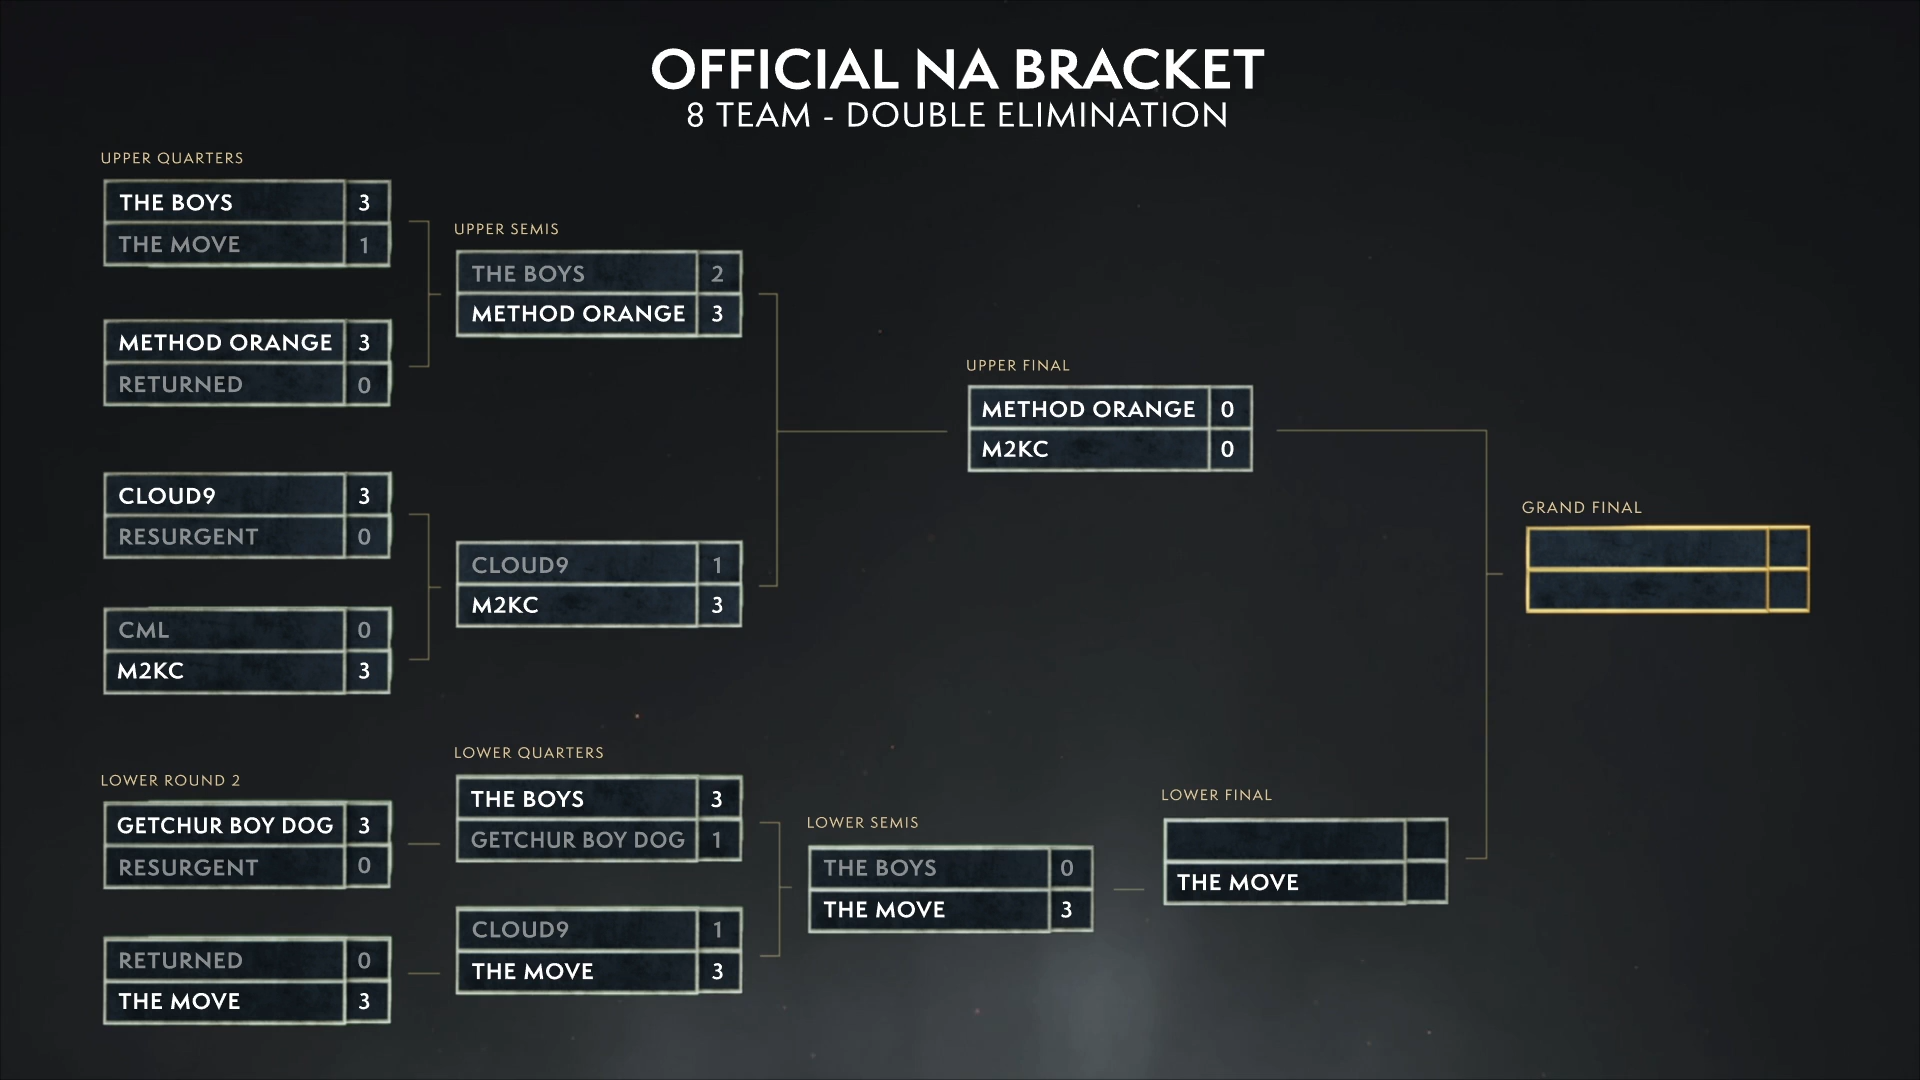 OFFICIAL NA BRACKET
8 TEAM - DOUBLE ELIMINATION
UPPER QUARTERS
THE BOYS 3
THE MOVE 1
METHOD ORANGE 3
RETURNED 0
CLOUD9 3
RESURGENT 0
CML 0
M2KC 3
UPPER SEMIS
THE BOYS 2
METHOD ORANGE 3
CLOUD9 1
M2KC 3
UPPER FINAL
METHOD ORANGE 0
M2KC 0
GRAND FINAL
LOWER ROUND 2
GETCHUR BOY DOG 3
RESURGENT 0
RETURNED 0
THE MOVE 3
LOWER QUARTERS
THE BOYS 3
GETCHUR BOY DOG 1
CLOUD9 1
THE MOVE 3
LOWER SEMIS
THE BOYS 0
THE MOVE 3
LOWER FINAL
THE MOVE